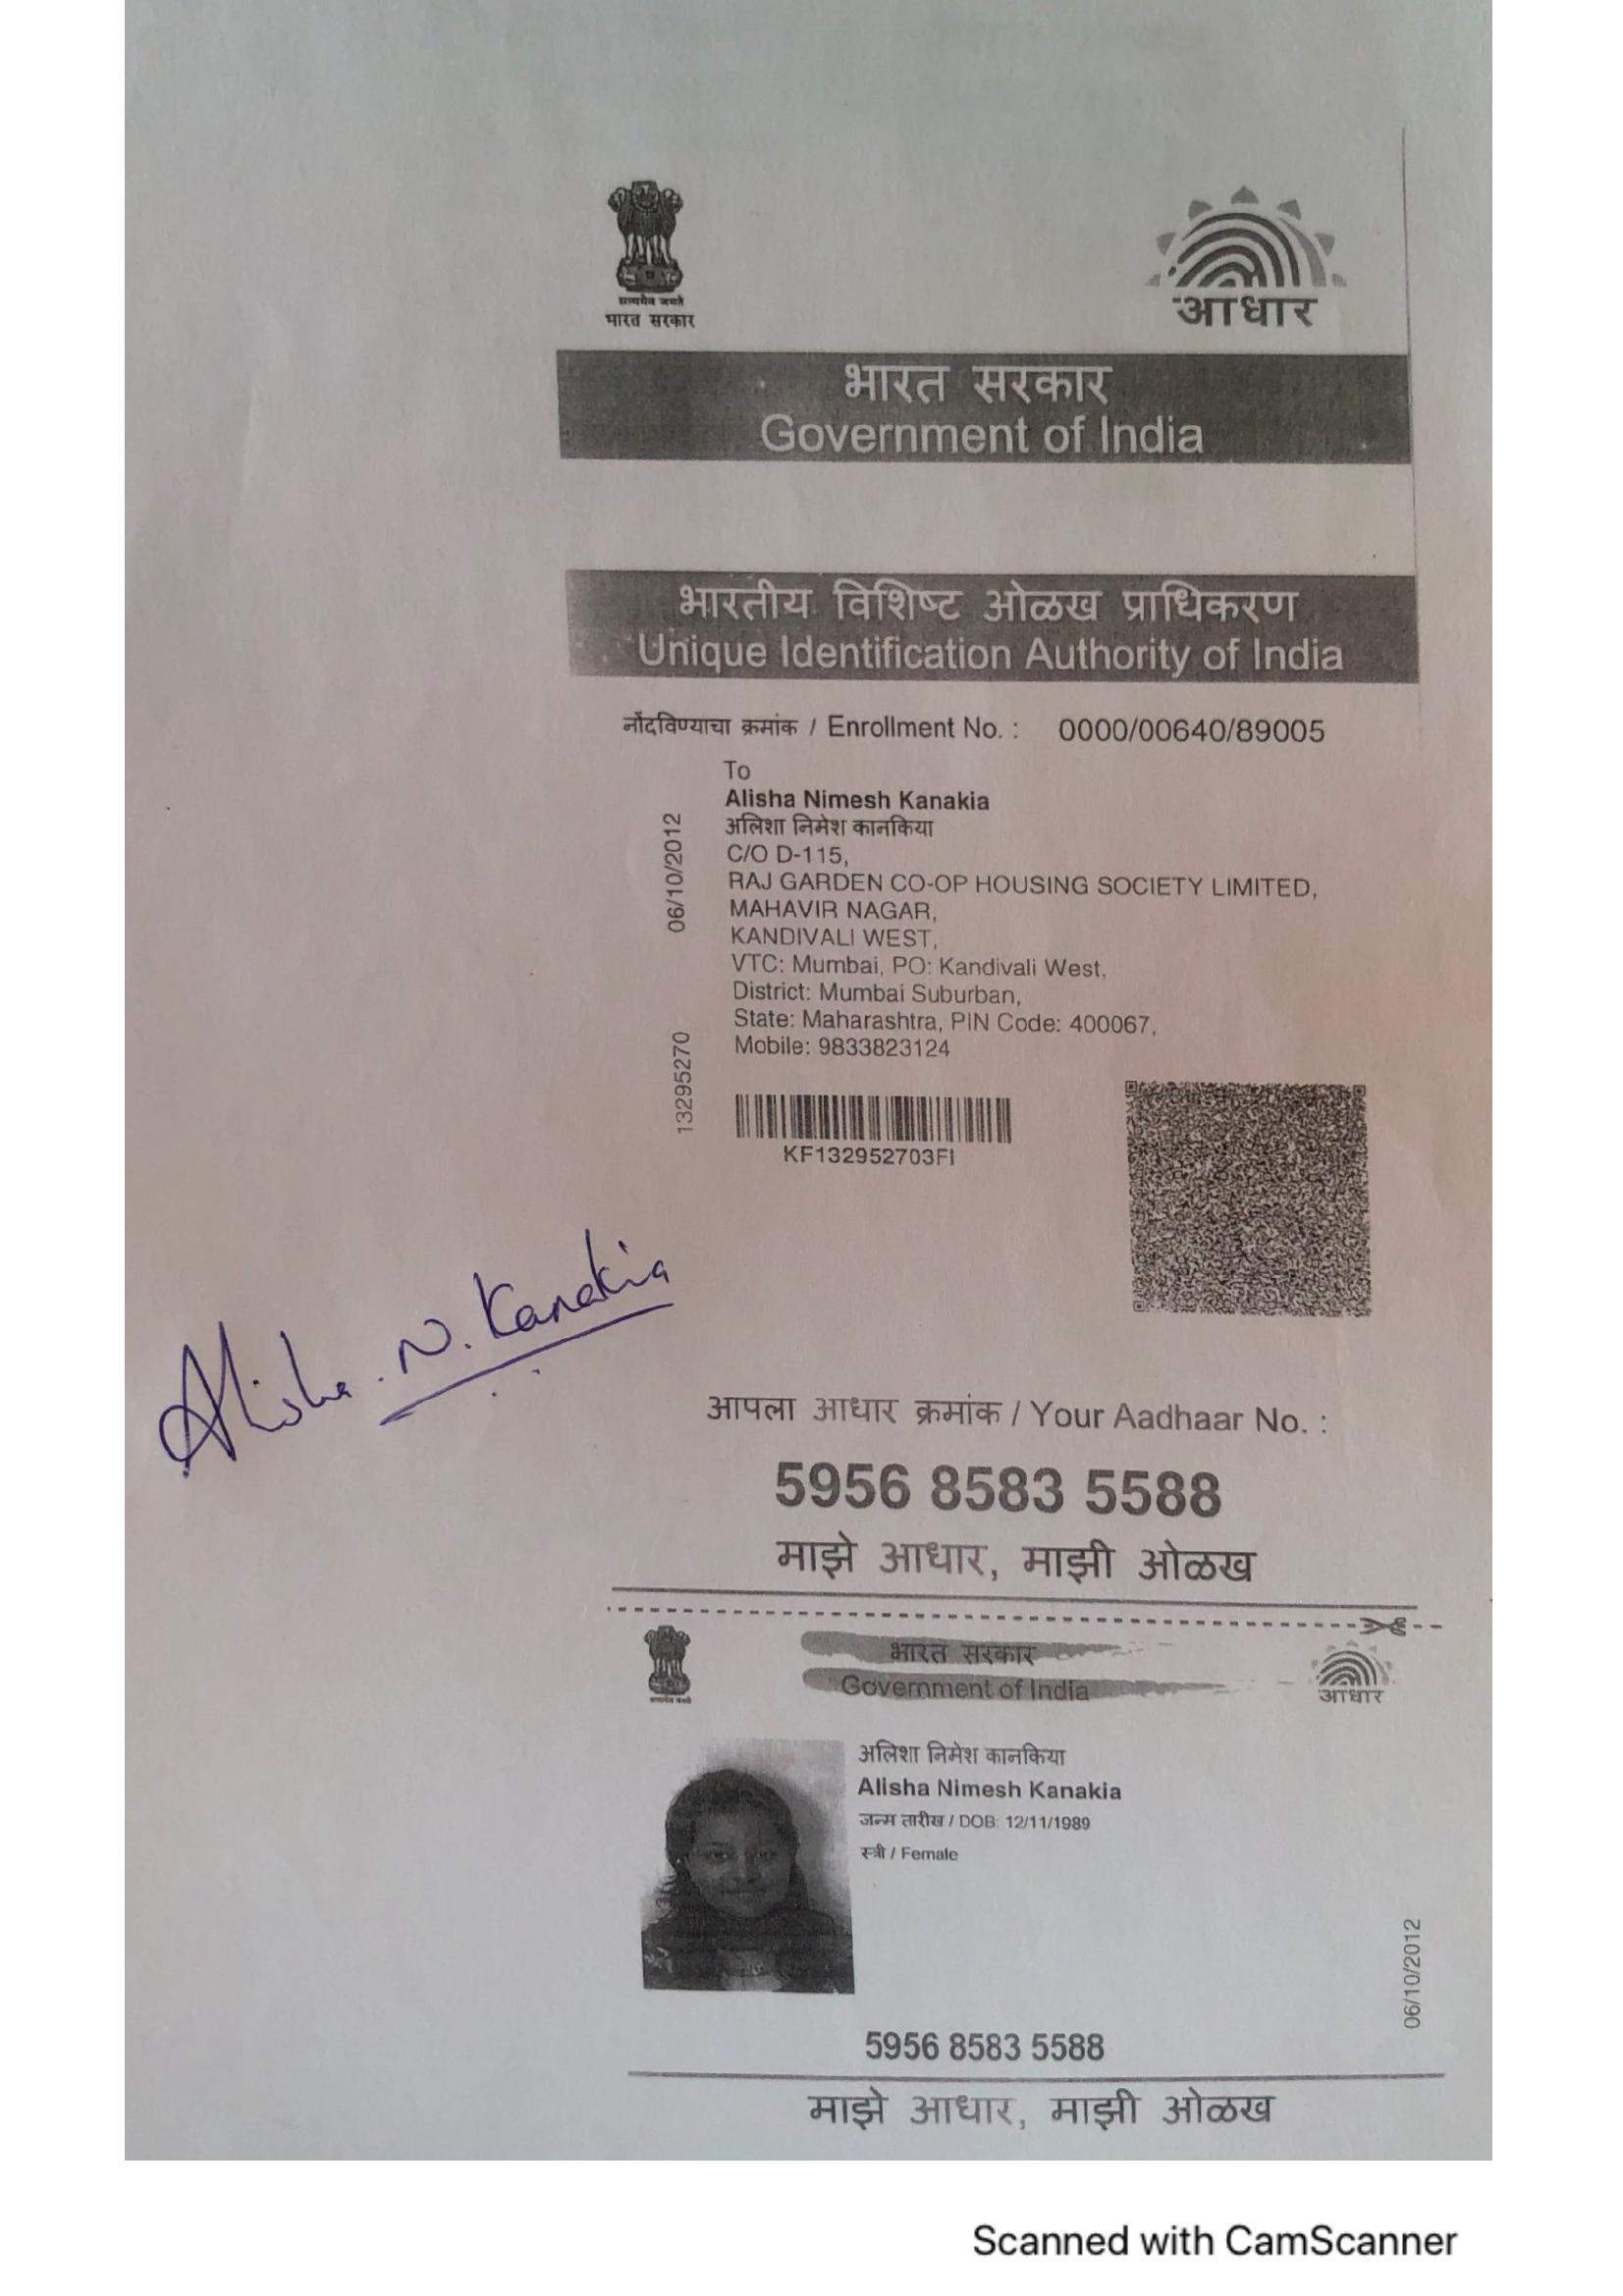 सत्यमेव जयते
भारत सरकार
आधार
भारत सरकार
Government of India
भारतीय विशिष्ट ओळख प्राधिकरण
Unique Identification Authority of India
नोंदविण्याचा क्रमांक / Enrollment No. : 0000/00640/89005
To
Alisha Nimesh Kanakia
अलिशा निमेश कानकिया
C/O D-115,
RAJ GARDEN CO-OP HOUSING SOCIETY LIMITED,
MAHAVIR NAGAR,
KANDIVALI WEST,
VTC: Mumbai, PO: Kandivali West,
District: Mumbai Suburban,
State: Maharashtra, PIN Code: 400067,
Mobile: 9833823124
06/10/2012
13295270
KF132952703FI
Alisha. N. Kanakia
आपला आधार क्रमांक / Your Aadhaar No. :
5956 8583 5588
माझे आधार, माझी ओळख
भारत सरकार
Government of India
सत्यमेव जयते
आधार
अलिशा निमेश कानकिया
Alisha Nimesh Kanakia
जन्म तारीख / DOB: 12/11/1989
स्त्री / Female
06/10/2012
5956 8583 5588
माझे आधार, माझी ओळख
Scanned with CamScanner